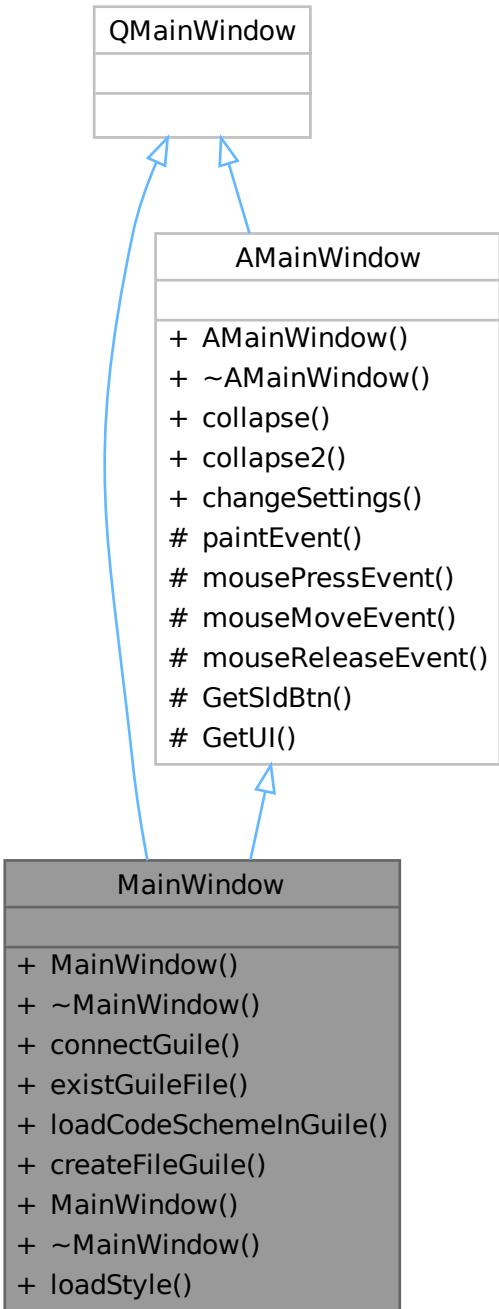 QMainWindow
AMainWindow
+ AMainWindow()
+ ~AMainWindow()
+ collapse()
+ collapse2()
+ changeSettings()
# paintEvent()
# mousePressEvent()
# mouseMoveEvent()
# mouseReleaseEvent()
# GetSldBtn()
# GetUI()
MainWindow
+ MainWindow()
+ ~MainWindow()
+ connectGuile()
+ existGuileFile()
+ loadCodeSchemeInGuile()
+ createFileGuile()
+ MainWindow()
+ ~MainWindow()
+ loadStyle()